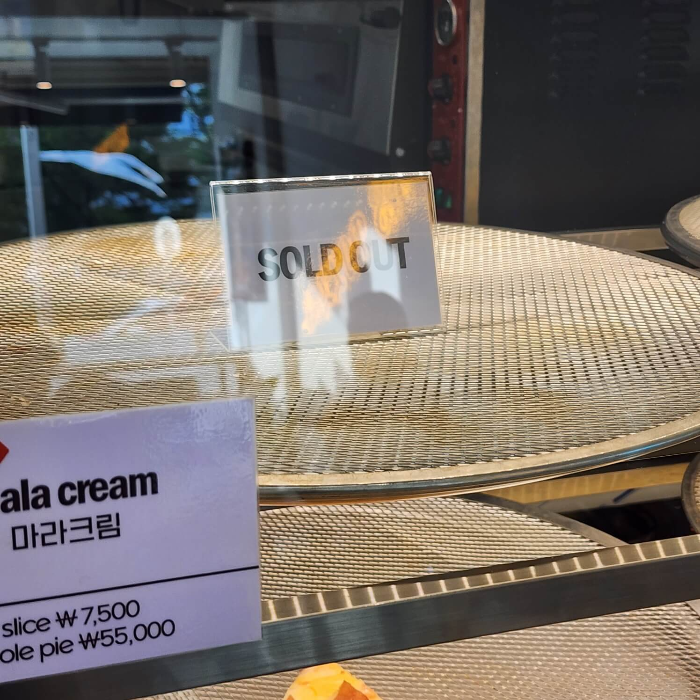 SOLD OUT
ala cream
마라크림
slice ₩7,500
ole pie ₩55,000